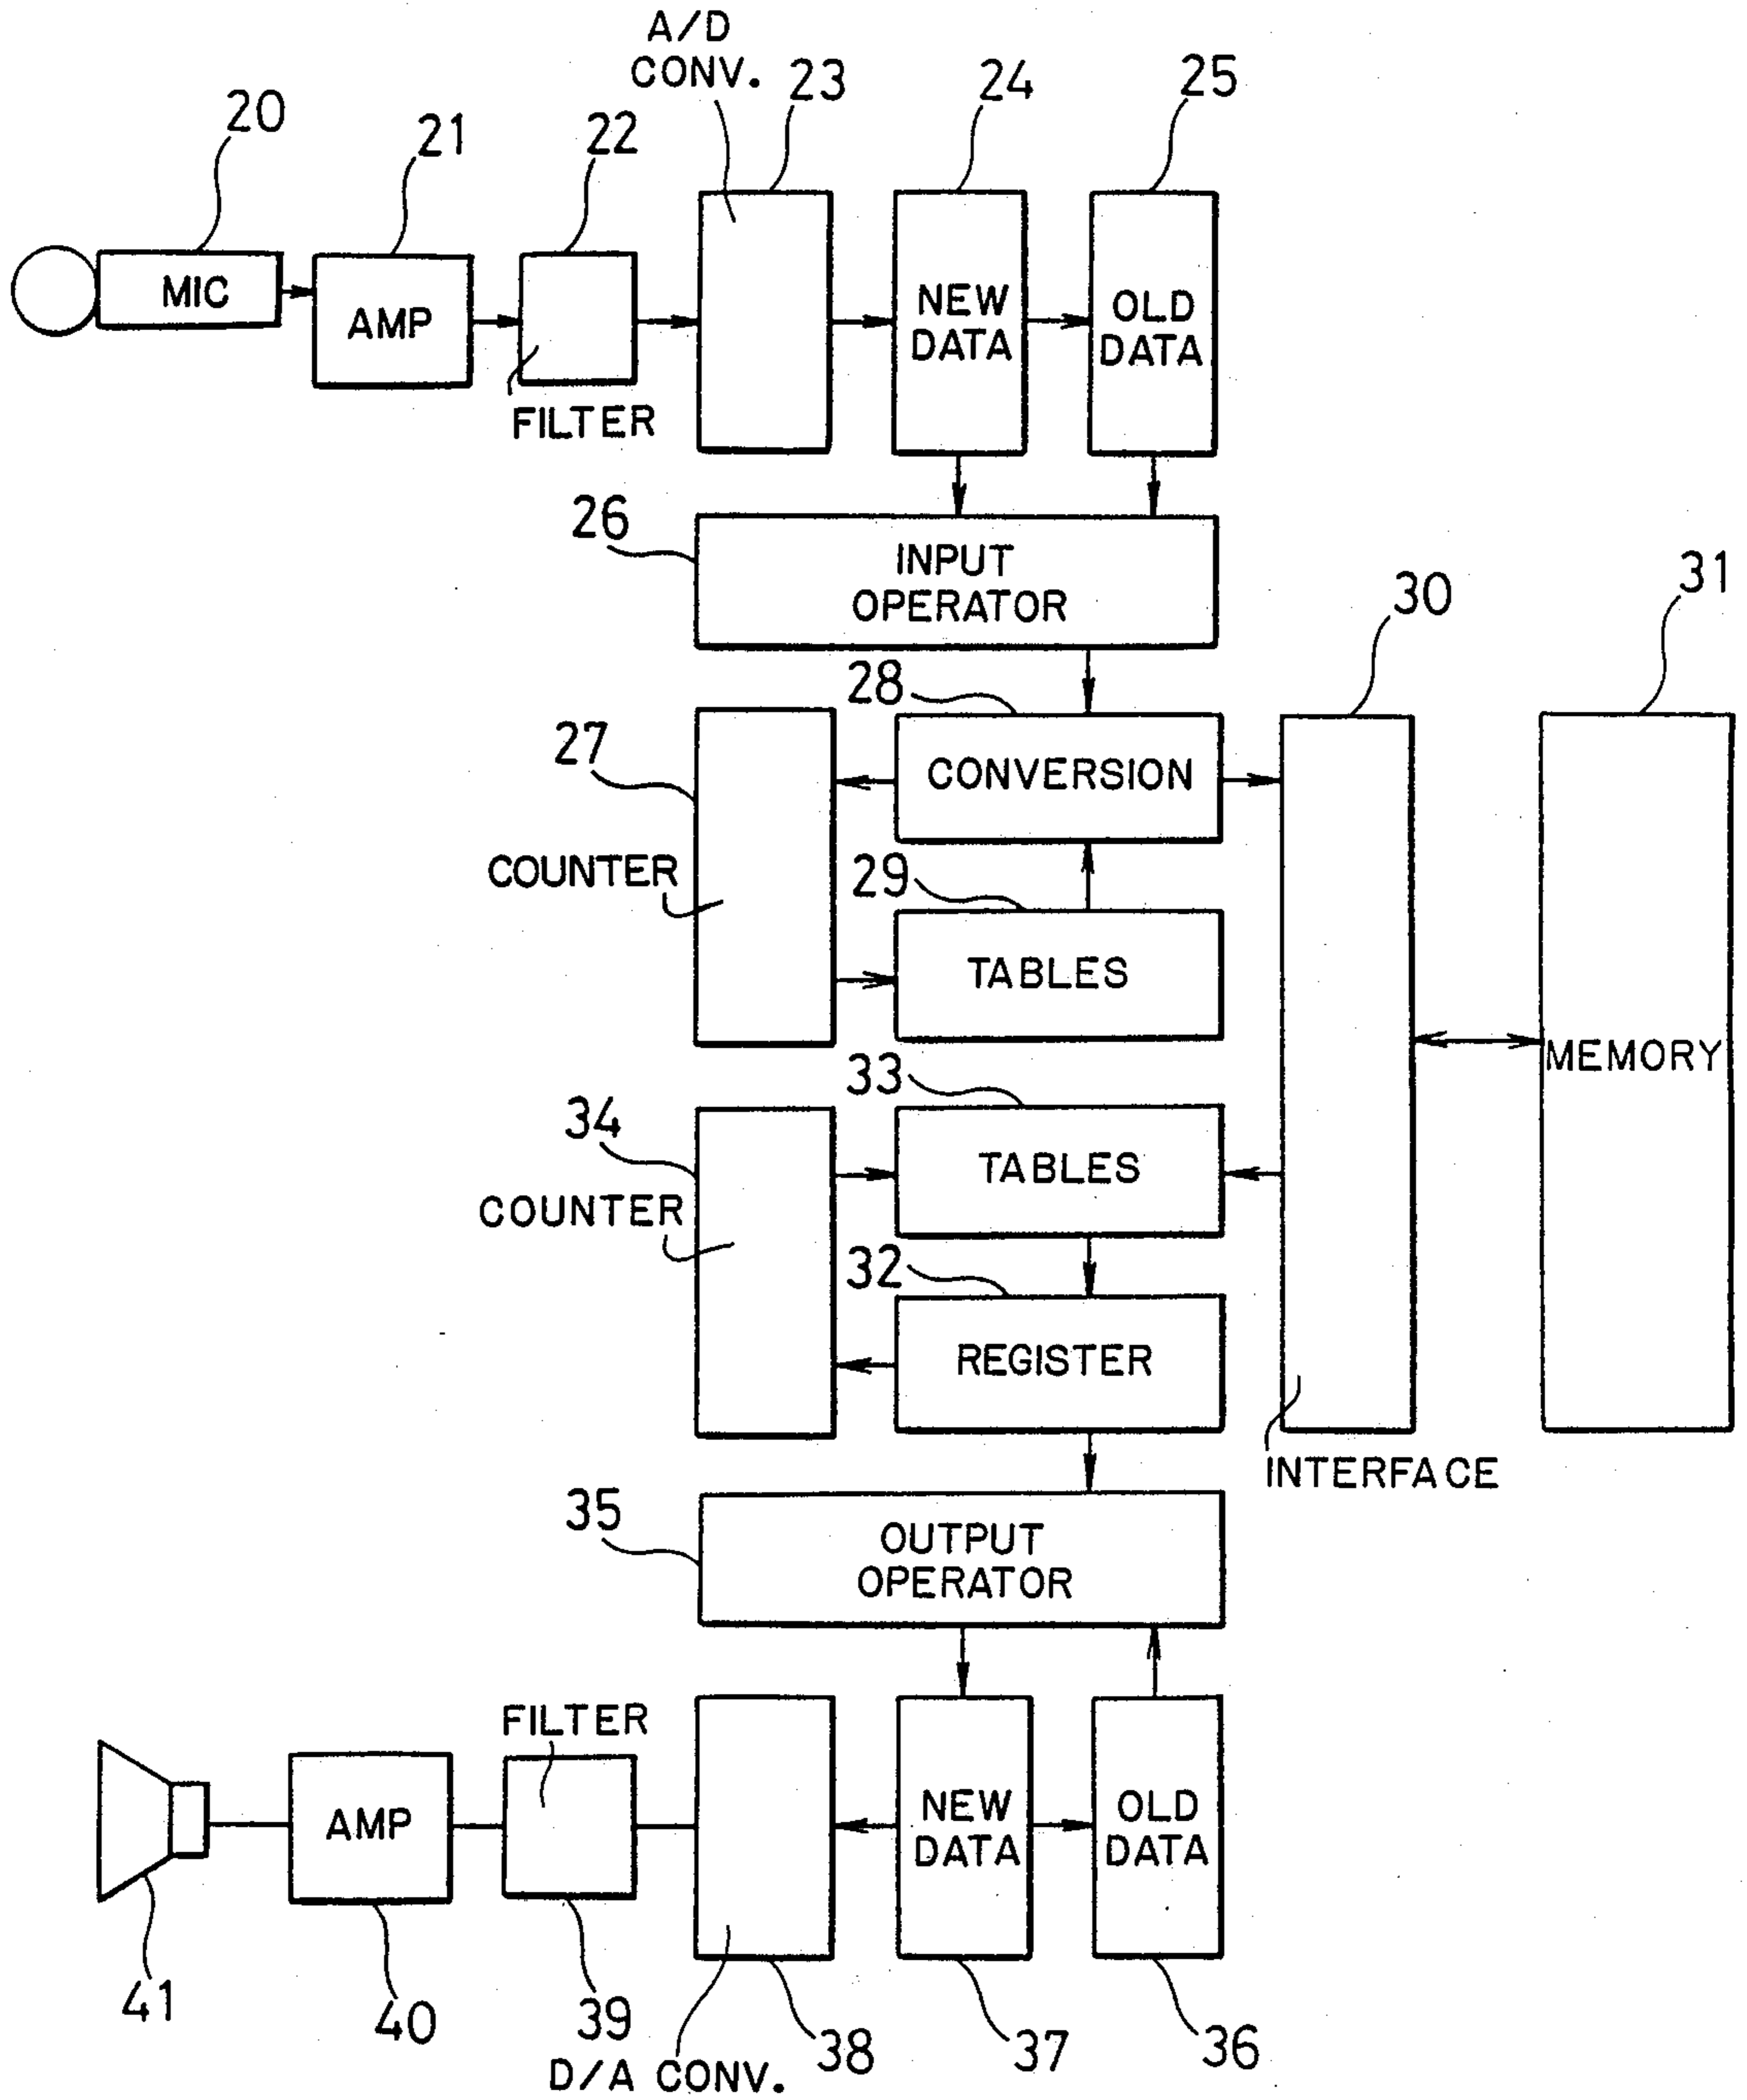 A/D
CONV.
23
24
25
20
21
22
MIC
AMP
FILTER
NEW
DATA
OLD
DATA
26
INPUT
OPERATOR
30
31
28
27
CONVERSION
COUNTER
29
TABLES
MEMORY
33
34
TABLES
COUNTER
32
REGISTER
INTERFACE
35
OUTPUT
OPERATOR
FILTER
AMP
NEW
DATA
OLD
DATA
41
40
39
38
37
36
D/A CONV.